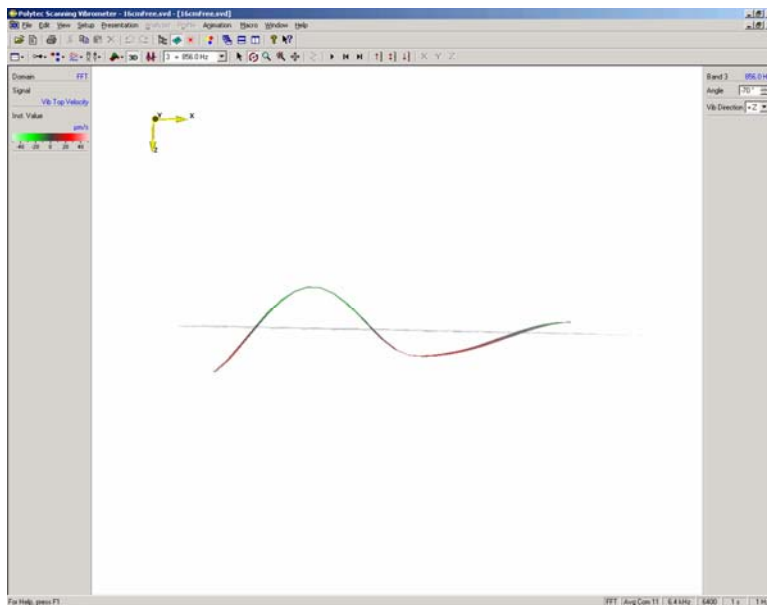 Polytec Scanning Vibrometer - 16cmFree.svd - [16cmFree.svd]
File Edit View Setup Presentation Analyzer Profile Animation Macro Window Help
3D 3 * 856.0 Hz X Y Z
Domain FFT
Signal
Vib Top Velocity
Inst. Value
µm/s
-40 -20 0 20 40
Y X
Z
Band 3 856.0 H
Angle -70 °
Vib Direction +Z
For Help, press F1
FFT Avg Com 11 6.4 kHz 6400 1 s 1 H